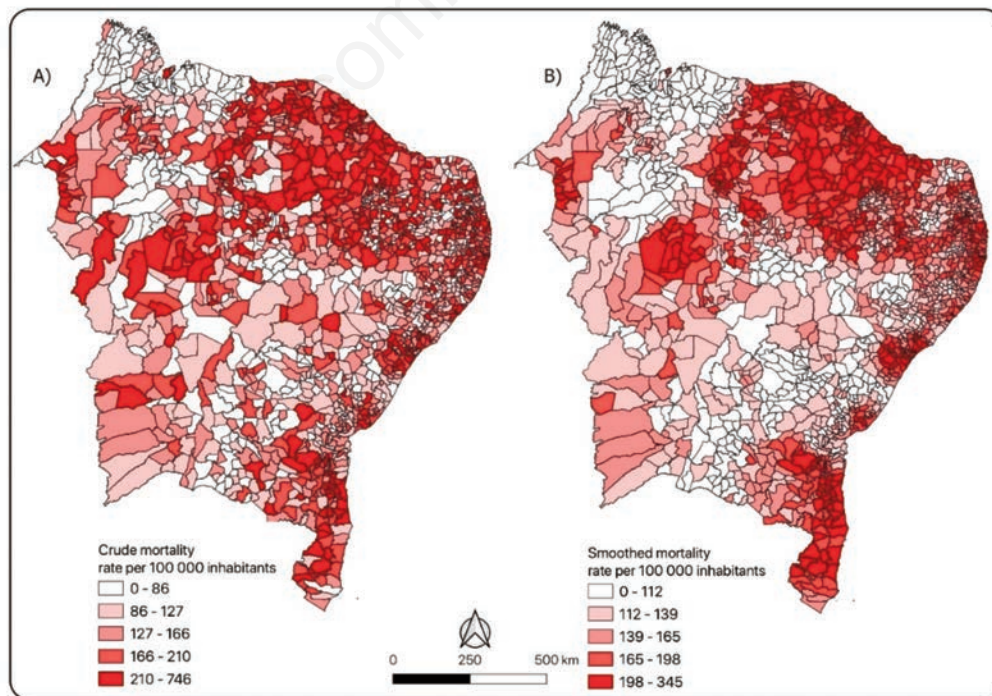 A)
B)
Crude mortality
rate per 100 000 inhabitants
0 - 86
86 - 127
127 - 166
166 - 210
210 - 746
0 250 500 km
Smoothed mortality
rate per 100 000 inhabitants
0 - 112
112 - 139
139 - 165
165 - 198
198 - 345